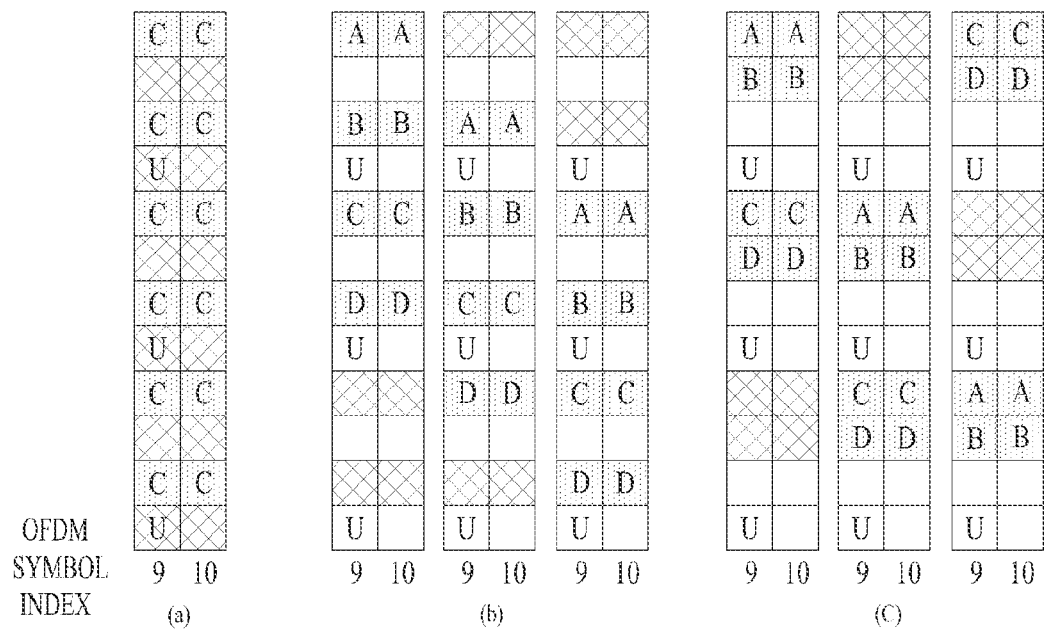 C C A A A A C C
B B D D
C C B B A A
U U U U U U U
C C C C B B A A C C A A
D D B B
C C D D C C B B
U U U U U U U
C C D D C C C C A A
D D B B
C C D D
U U U U U U U
OFDM
SYMBOL
INDEX
9 10 9 10 9 10 9 10 9 10 9 10 9 10
(a) (b) (C)